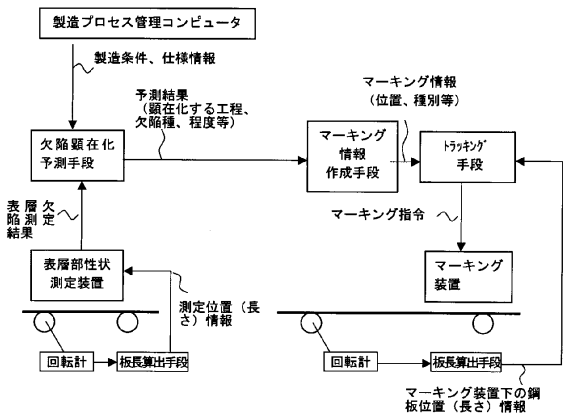 製造プロセス管理コンピュータ
製造条件、仕様情報
予測結果
（顕在化する工程、
欠陥種、程度等）
マーキング情報
（位置、種別等）
欠陥顕在化
予測手段
マーキング
情報
作成手段
ﾄﾗｯｷﾝｸﾞ
手段
表層欠
陥測定
結果
マーキング指令
表層部性状
測定装置
マーキング
装置
測定位置（長
さ）情報
回転計
板長算出手段
回転計
板長算出手段
マーキング装置下の鋼
板位置（長さ）情報